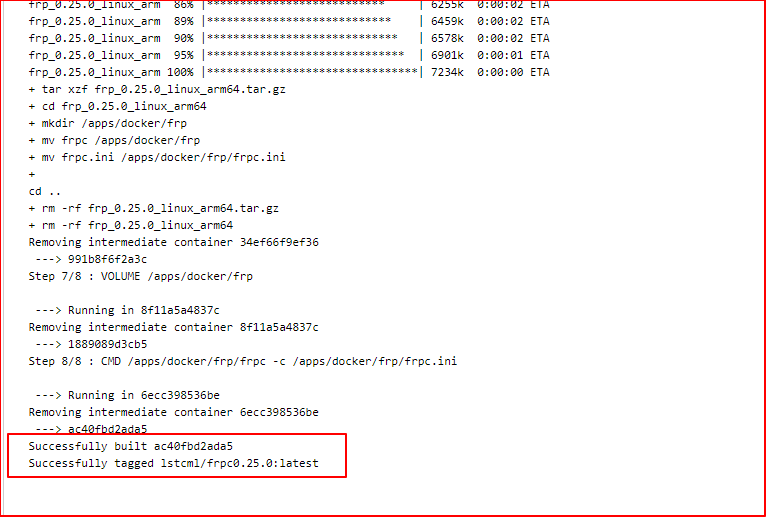 frp_0.25.0_linux_arm  86% |***************************     | 6255k  0:00:02 ETA
frp_0.25.0_linux_arm  89% |****************************    | 6459k  0:00:02 ETA
frp_0.25.0_linux_arm  90% |*****************************   | 6578k  0:00:02 ETA
frp_0.25.0_linux_arm  95% |******************************  | 6901k  0:00:01 ETA
frp_0.25.0_linux_arm 100% |********************************| 7234k  0:00:00 ETA
+ tar xzf frp_0.25.0_linux_arm64.tar.gz
+ cd frp_0.25.0_linux_arm64
+ mkdir /apps/docker/frp
+ mv frpc /apps/docker/frp
+ mv frpc.ini /apps/docker/frp/frpc.ini
+
cd ..
+ rm -rf frp_0.25.0_linux_arm64.tar.gz
+ rm -rf frp_0.25.0_linux_arm64
Removing intermediate container 34ef66f9ef36
 ---> 991b8f6f2a3c
Step 7/8 : VOLUME /apps/docker/frp
 ---> Running in 8f11a5a4837c
Removing intermediate container 8f11a5a4837c
 ---> 1889089d3cb5
Step 8/8 : CMD /apps/docker/frp/frpc -c /apps/docker/frp/frpc.ini
 ---> Running in 6ecc398536be
Removing intermediate container 6ecc398536be
 ---> ac40fbd2ada5
Successfully built ac40fbd2ada5
Successfully tagged lstcml/frpc0.25.0:latest